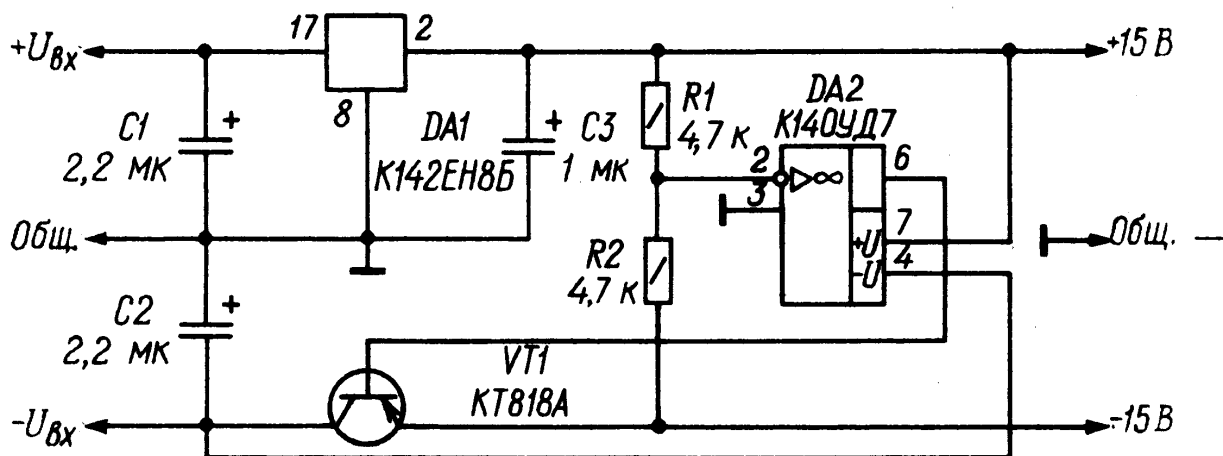 +Uвх
17
2
+15 В
8
C1
2,2 мк
+
DA1
К142ЕН8Б
+
C3
1 мк
R1
4,7 к
DA2
К140УД7
2
3
▷∞
6
7
+U
4
-U
Общ.
Общ. —
C2
2,2 мк
+
R2
4,7 к
VT1
КТ818А
-Uвх
-15 В